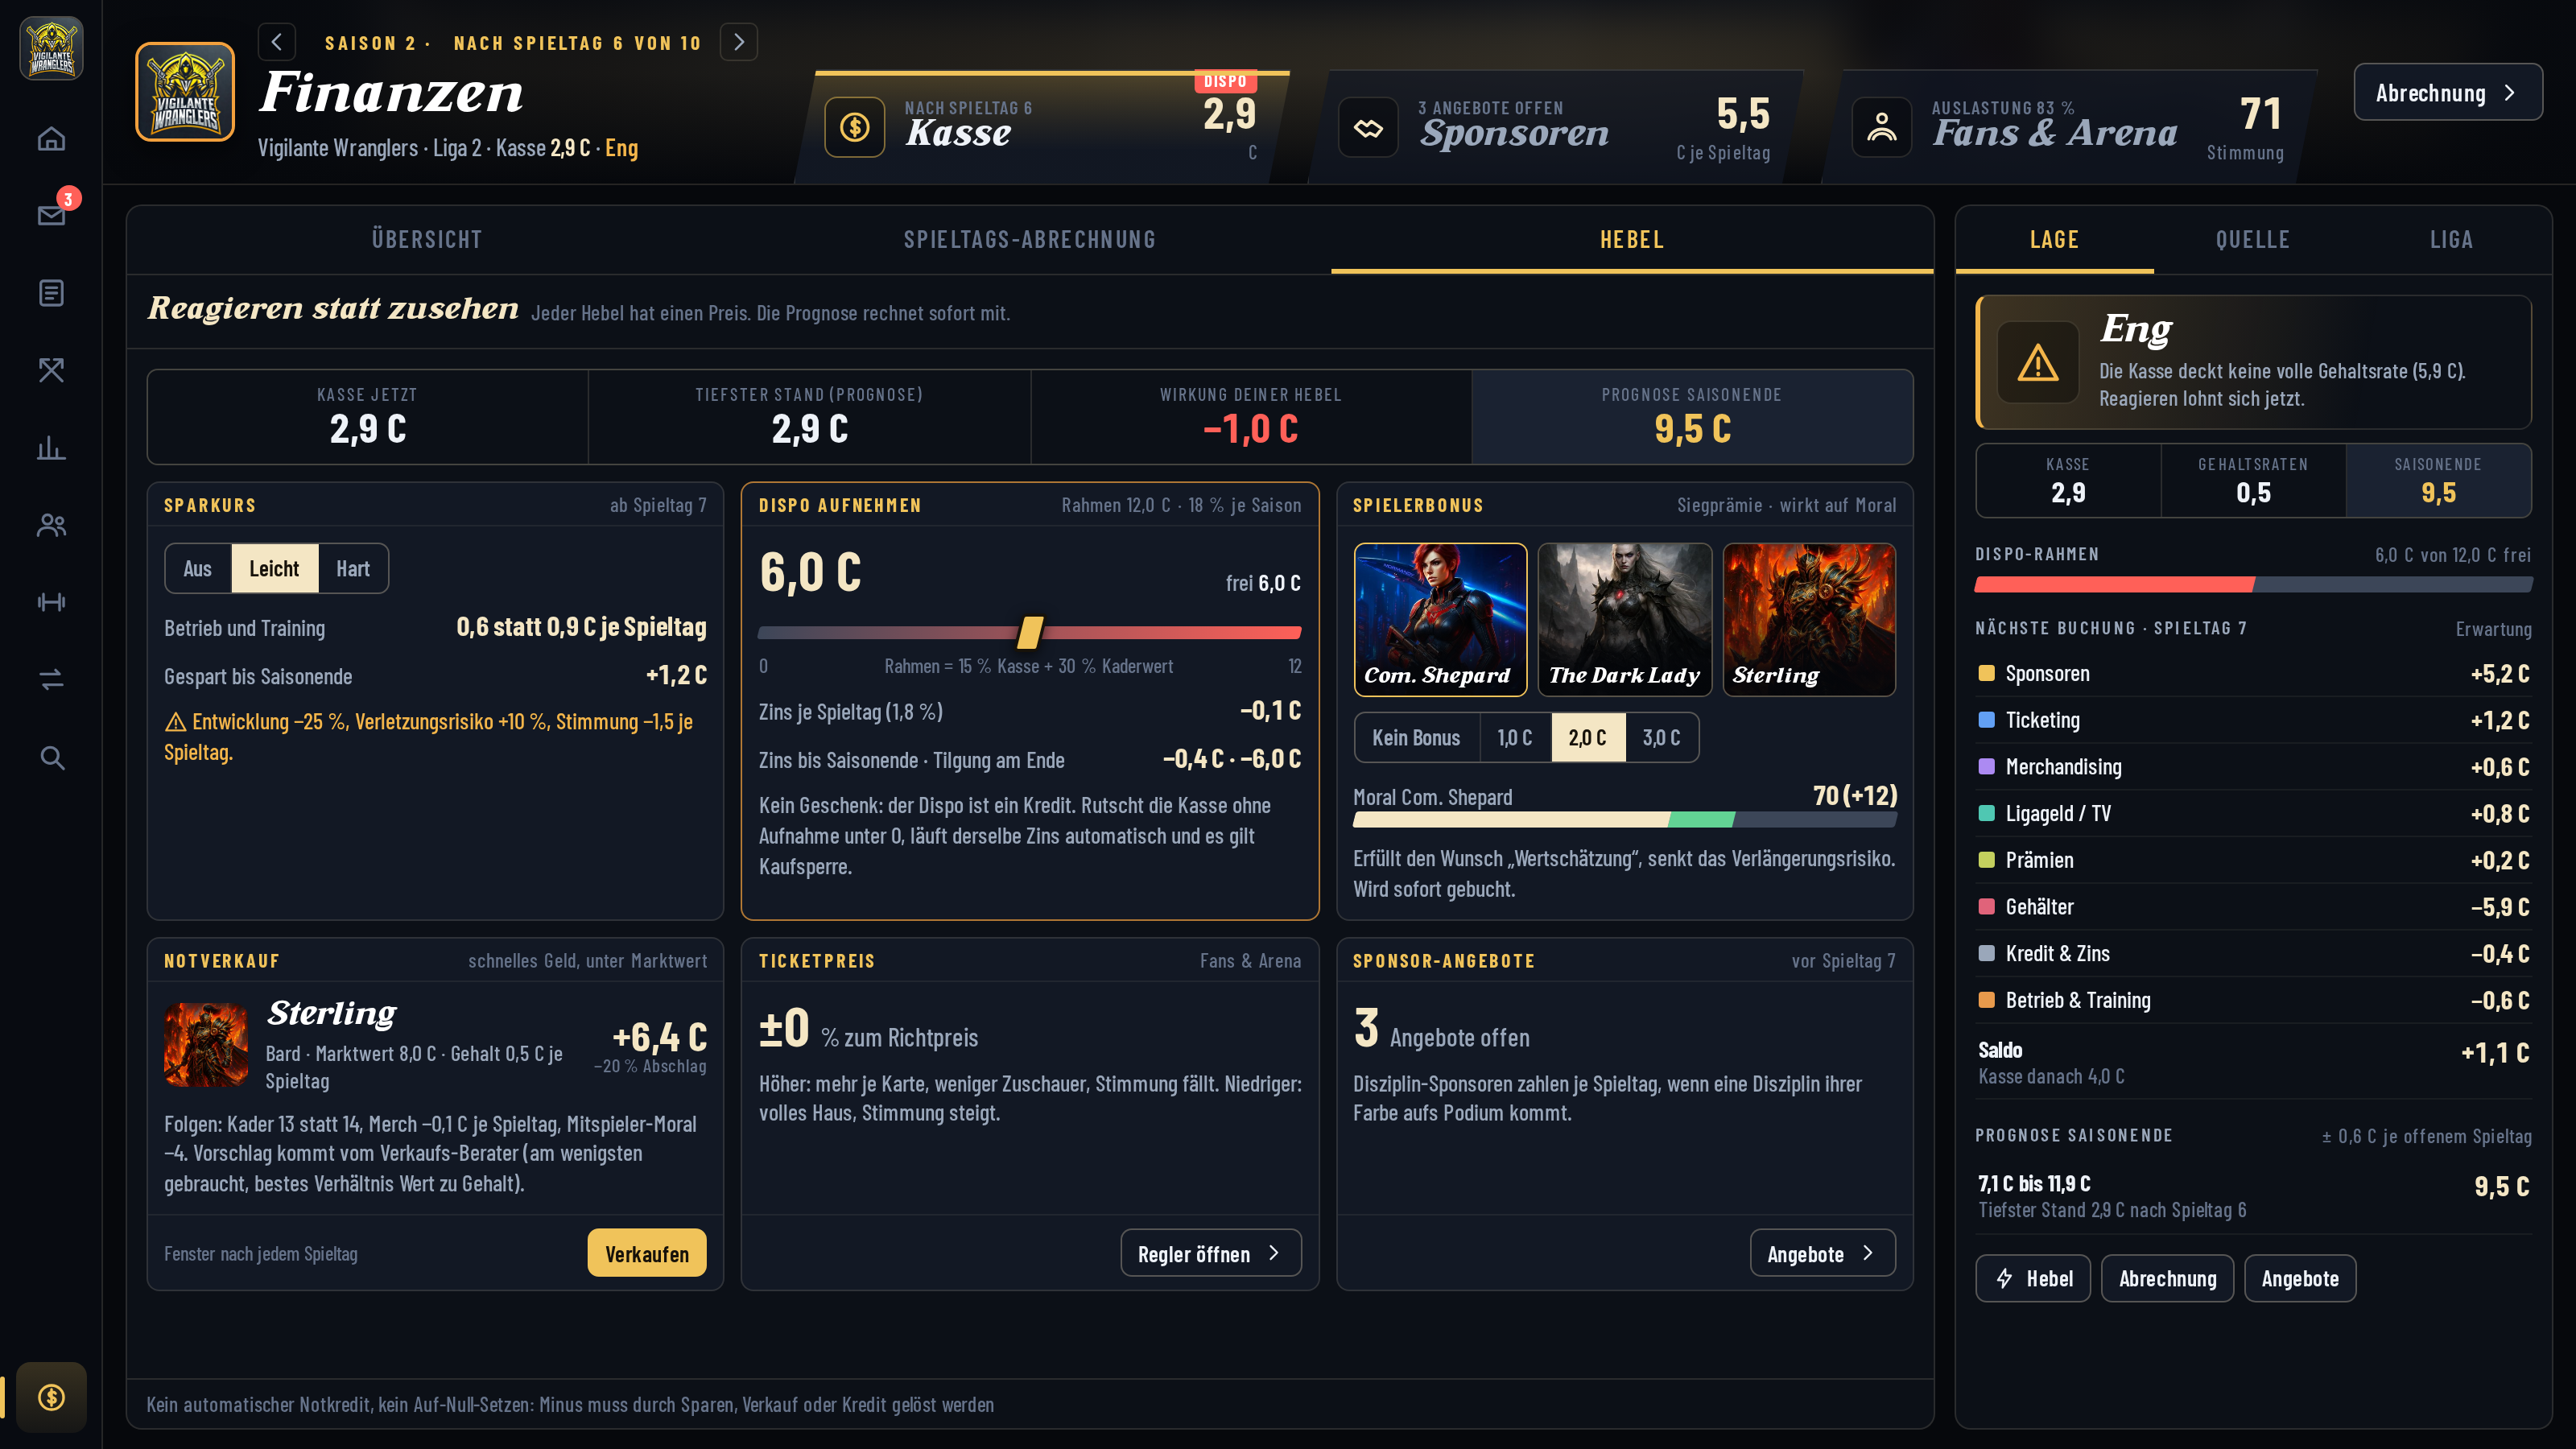 VIGILANTE
WRANGLERS
3
VIGILANTE
WRANGLERS
SAISON 2 · NACH SPIELTAG 6 VON 10
Finanzen
Vigilante Wranglers · Liga 2 · Kasse 2,9 C · Eng
NACH SPIELTAG 6
Kasse
DISPO
2,9
C
3 ANGEBOTE OFFEN
Sponsoren
5,5
C je Spieltag
AUSLASTUNG 83 %
Fans & Arena
71
Stimmung
Abrechnung
ÜBERSICHT
SPIELTAGS-ABRECHNUNG
HEBEL
Reagieren statt zusehen Jeder Hebel hat einen Preis. Die Prognose rechnet sofort mit.
KASSE JETZT
2,9 C
TIEFSTER STAND (PROGNOSE)
2,9 C
WIRKUNG DEINER HEBEL
−1,0 C
PROGNOSE SAISONENDE
9,5 C
SPARKURS ab Spieltag 7
Aus Leicht Hart
Betrieb und Training 0,6 statt 0,9 C je Spieltag
Gespart bis Saisonende +1,2 C
Entwicklung −25 %, Verletzungsrisiko +10 %, Stimmung −1,5 je
Spieltag.
DISPO AUFNEHMEN Rahmen 12,0 C · 18 % je Saison
6,0 C frei 6,0 C
0 Rahmen = 15 % Kasse + 30 % Kaderwert 12
Zins je Spieltag (1,8 %) −0,1 C
Zins bis Saisonende · Tilgung am Ende −0,4 C · −6,0 C
Kein Geschenk: der Dispo ist ein Kredit. Rutscht die Kasse ohne
Aufnahme unter 0, läuft derselbe Zins automatisch und es gilt
Kaufsperre.
SPIELERBONUS Siegprämie · wirkt auf Moral
Com. Shepard The Dark Lady Sterling
Kein Bonus 1,0 C 2,0 C 3,0 C
Moral Com. Shepard 70 (+12)
Erfüllt den Wunsch „Wertschätzung“, senkt das Verlängerungsrisiko.
Wird sofort gebucht.
NOTVERKAUF schnelles Geld, unter Marktwert
Sterling
Bard · Marktwert 8,0 C · Gehalt 0,5 C je
Spieltag
+6,4 C
−20 % Abschlag
Folgen: Kader 13 statt 14, Merch −0,1 C je Spieltag, Mitspieler-Moral
−4. Vorschlag kommt vom Verkaufs-Berater (am wenigsten
gebraucht, bestes Verhältnis Wert zu Gehalt).
Fenster nach jedem Spieltag Verkaufen
TICKETPREIS Fans & Arena
±0 % zum Richtpreis
Höher: mehr je Karte, weniger Zuschauer, Stimmung fällt. Niedriger:
volles Haus, Stimmung steigt.
Regler öffnen
SPONSOR-ANGEBOTE vor Spieltag 7
3 Angebote offen
Disziplin-Sponsoren zahlen je Spieltag, wenn eine Disziplin ihrer
Farbe aufs Podium kommt.
Angebote
Kein automatischer Notkredit, kein Auf-Null-Setzen: Minus muss durch Sparen, Verkauf oder Kredit gelöst werden
LAGE QUELLE LIGA
Eng
Die Kasse deckt keine volle Gehaltsrate (5,9 C).
Reagieren lohnt sich jetzt.
KASSE
2,9
GEHALTSRATEN
0,5
SAISONENDE
9,5
DISPO-RAHMEN 6,0 C von 12,0 C frei
NÄCHSTE BUCHUNG · SPIELTAG 7 Erwartung
Sponsoren +5,2 C
Ticketing +1,2 C
Merchandising +0,6 C
Ligageld / TV +0,8 C
Prämien +0,2 C
Gehälter −5,9 C
Kredit & Zins −0,4 C
Betrieb & Training −0,6 C
Saldo +1,1 C
Kasse danach 4,0 C
PROGNOSE SAISONENDE ± 0,6 C je offenem Spieltag
7,1 C bis 11,9 C 9,5 C
Tiefster Stand 2,9 C nach Spieltag 6
Hebel Abrechnung Angebote